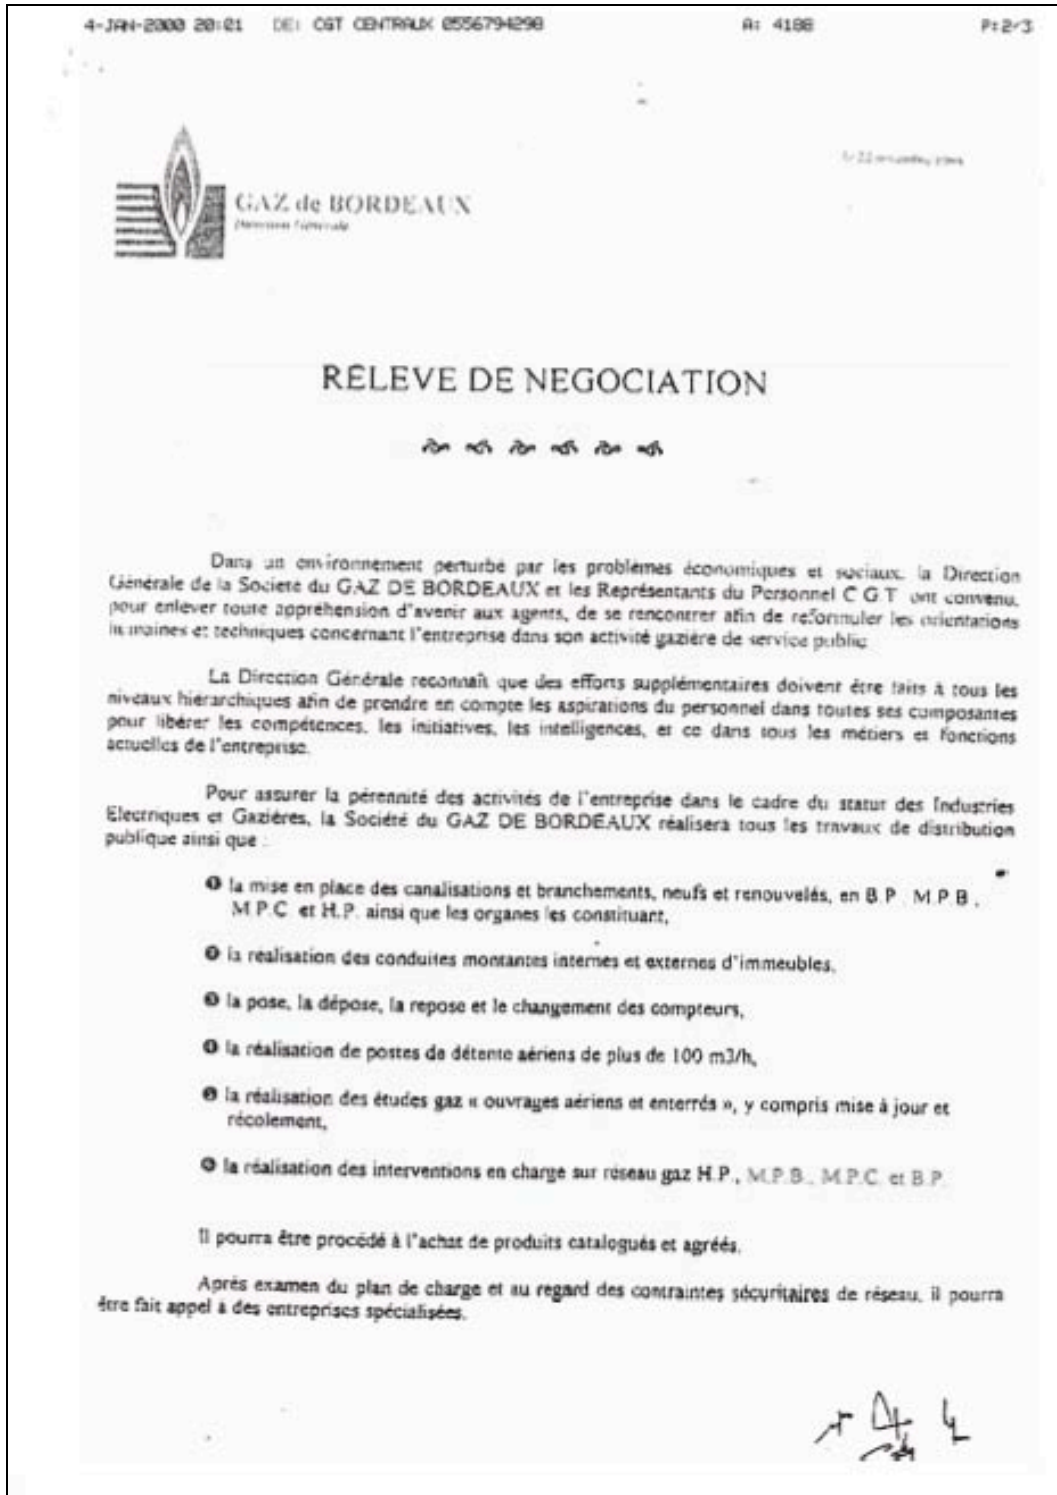 4-JAN-2000 20:01 DE: CGT CENTRAUX 0556794298 A: 4188 P:2/3
GAZ de BORDEAUX
Direction Générale
RELEVE DE NEGOCIATION
Dans un environnement perturbé par les problèmes économiques et sociaux, la Direction
Générale de la Societé du GAZ DE BORDEAUX et les Représentants du Personnel C G T ont convenu,
pour enlever toute appréhension d'avenir aux agents, de se rencontrer afin de reformuler les orientations
humaines et techniques concernant l'entreprise dans son activité gazière de service public
La Direction Générale reconnaît que des efforts supplémentaires doivent être faits à tous les
niveaux hiérarchiques afin de prendre en compte les aspirations du personnel dans toutes ses composantes
pour libérer les compétences, les initiatives, les intelligences, et ce dans tous les métiers et fonctions
actuelles de l'entreprise.
Pour assurer la pérennité des activités de l'entreprise dans le cadre du statut des Industries
Electriques et Gazières, la Société du GAZ DE BORDEAUX réalisera tous les travaux de distribution
publique ainsi que :
❶ la mise en place des canalisations et branchements, neufs et renouvelés, en B.P., M.P.B.,
M.P.C. et H.P. ainsi que les organes les constituant,
❷ la réalisation des conduites montantes internes et externes d'immeubles,
❸ la pose, la dépose, la repose et le changement des compteurs,
❹ la réalisation de postes de détente aériens de plus de 100 m3/h,
❺ la réalisation des études gaz « ouvrages aériens et enterrés », y compris mise à jour et
récolement,
❻ la réalisation des interventions en charge sur réseau gaz H.P., M.P.B., M.P.C. et B.P.
Il pourra être procédé à l'achat de produits catalogués et agréés.
Après examen du plan de charge et au regard des contraintes sécuritaires de réseau, il pourra
être fait appel à des entreprises spécialisées.